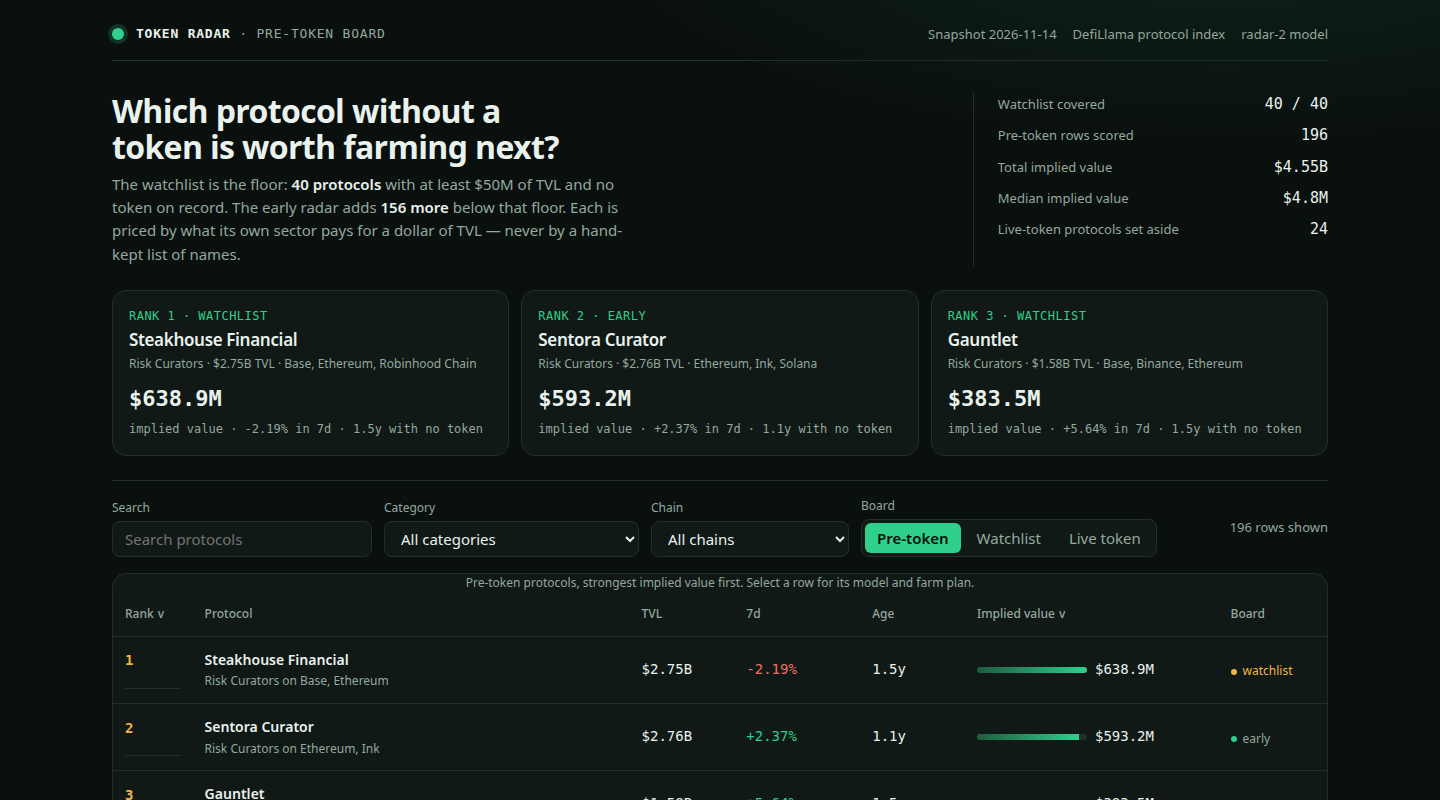 TOKEN RADAR · PRE-TOKEN BOARD
Snapshot 2026-11-14 DefiLlama protocol index radar-2 model
Which protocol without a
token is worth farming next?
The watchlist is the floor: 40 protocols with at least $50M of TVL and no
token on record. The early radar adds 156 more below that floor. Each is
priced by what its own sector pays for a dollar of TVL — never by a hand-
kept list of names.
Watchlist covered 40 / 40
Pre-token rows scored 196
Total implied value $4.55B
Median implied value $4.8M
Live-token protocols set aside 24
RANK 1 · WATCHLIST
Steakhouse Financial
Risk Curators · $2.75B TVL · Base, Ethereum, Robinhood Chain
$638.9M
implied value · -2.19% in 7d · 1.5y with no token
RANK 2 · EARLY
Sentora Curator
Risk Curators · $2.76B TVL · Ethereum, Ink, Solana
$593.2M
implied value · +2.37% in 7d · 1.1y with no token
RANK 3 · WATCHLIST
Gauntlet
Risk Curators · $1.58B TVL · Base, Binance, Ethereum
$383.5M
implied value · +5.64% in 7d · 1.5y with no token
Search Category Chain Board
Search protocols All categories All chains Pre-token Watchlist Live token 196 rows shown
Pre-token protocols, strongest implied value first. Select a row for its model and farm plan.
Rank v Protocol TVL 7d Age Implied value v Board
1 Steakhouse Financial $2.75B -2.19% 1.5y $638.9M watchlist
Risk Curators on Base, Ethereum
2 Sentora Curator $2.76B +2.37% 1.1y $593.2M early
Risk Curators on Ethereum, Ink
3 Gauntlet